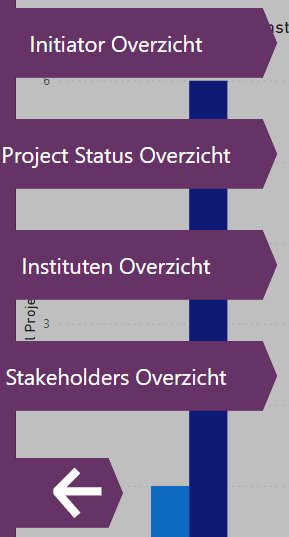 Initiator Overzicht
6
Project Status Overzicht
Instituten Overzicht
3
Stakeholders Overzicht